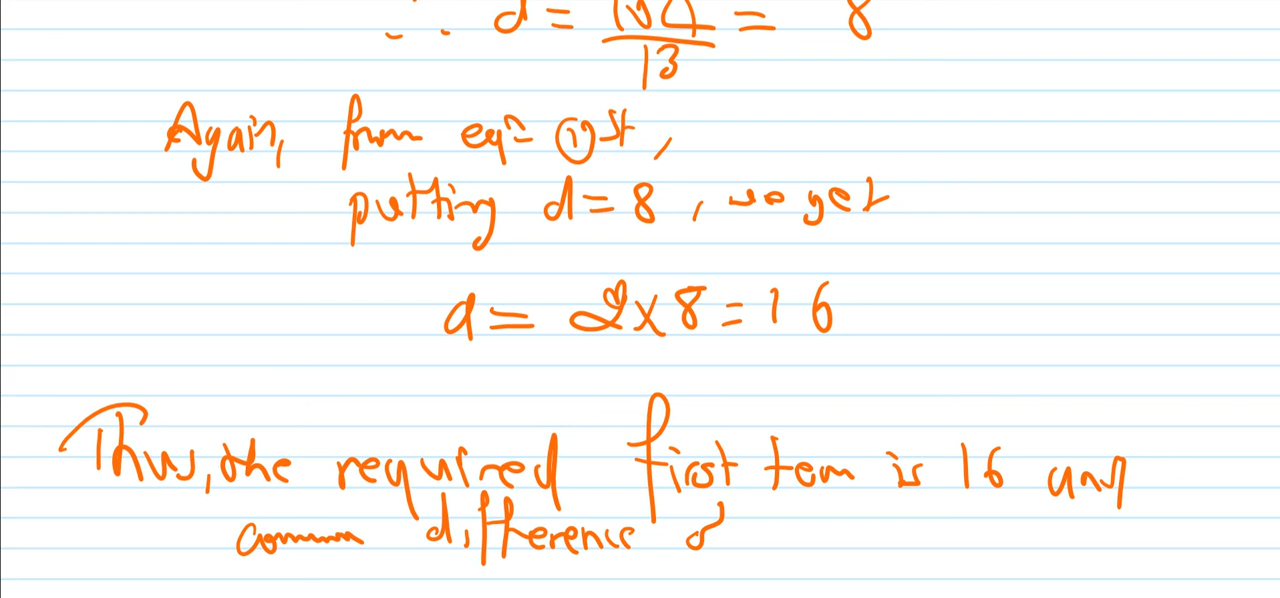 ∴ d = 104/13 = 8
Again, from eqⁿ ① st,
putting d = 8, we get
a = 2 x 8 = 16
Thus, the required first term is 16 and
common difference 8